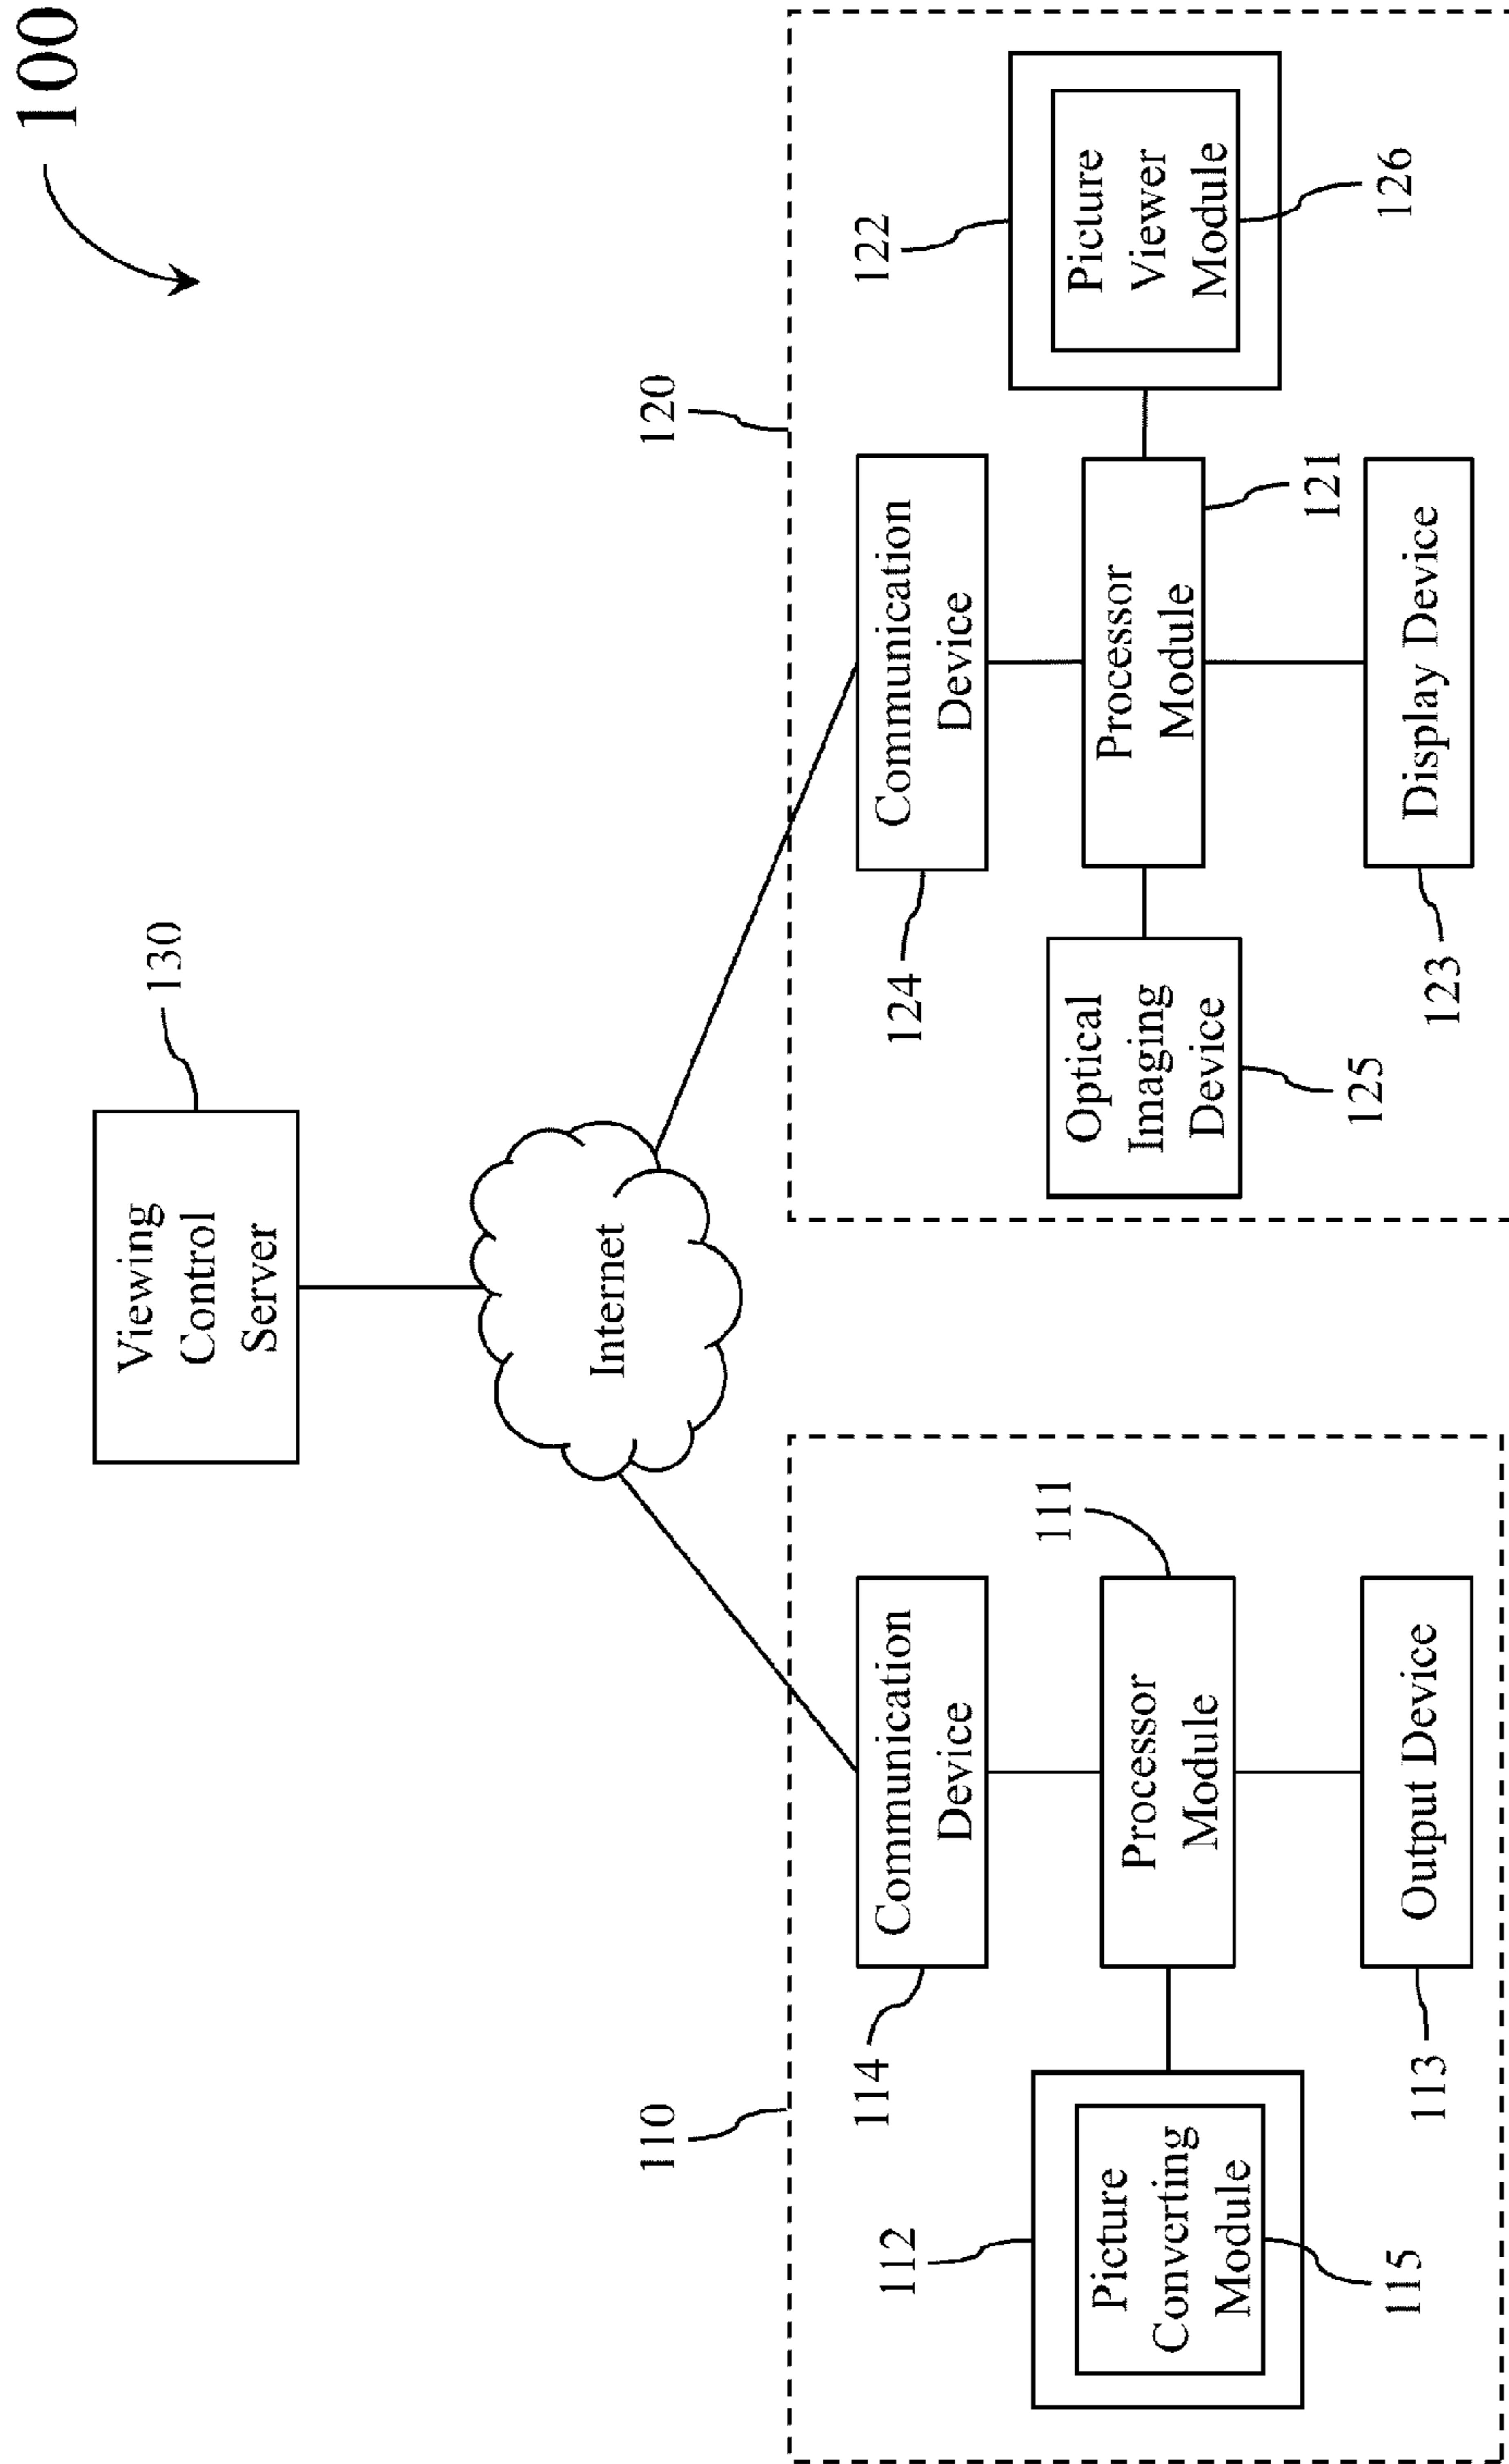 100
Viewing
Control
Server
130
Internet
110
120
Communication
Device
114
Processor
Module
111
112
Picture
Converting
Module
115
Output Device
113
Communication
Device
124
Optical
Imaging
Device
125
Processor
Module
121
122
Picture
Viewer
Module
126
Display Device
123